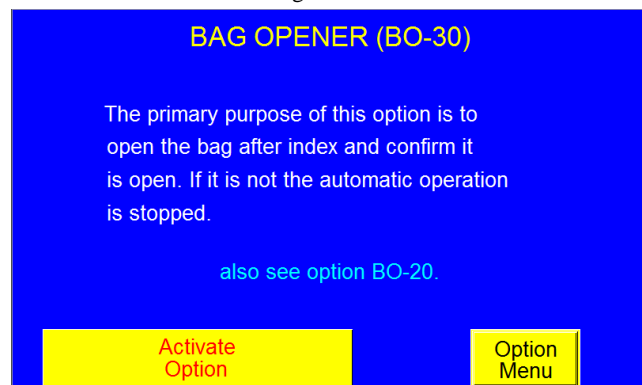 BAG OPENER (BO-30)
The primary purpose of this option is to
open the bag after index and confirm it
is open. If it is not the automatic operation
is stopped.
also see option BO-20.
Activate
Option
Option
Menu